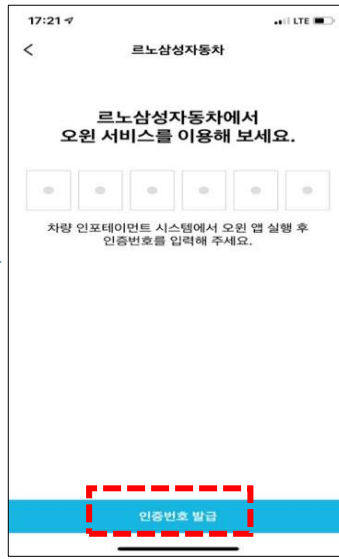 17:21 LTE
르노삼성자동차
르노삼성자동차에서
오윈 서비스를 이용해 보세요.
차량 인포테이먼트 시스템에서 오윈 앱 실행 후
인증번호를 입력해 주세요.
인증번호 발급